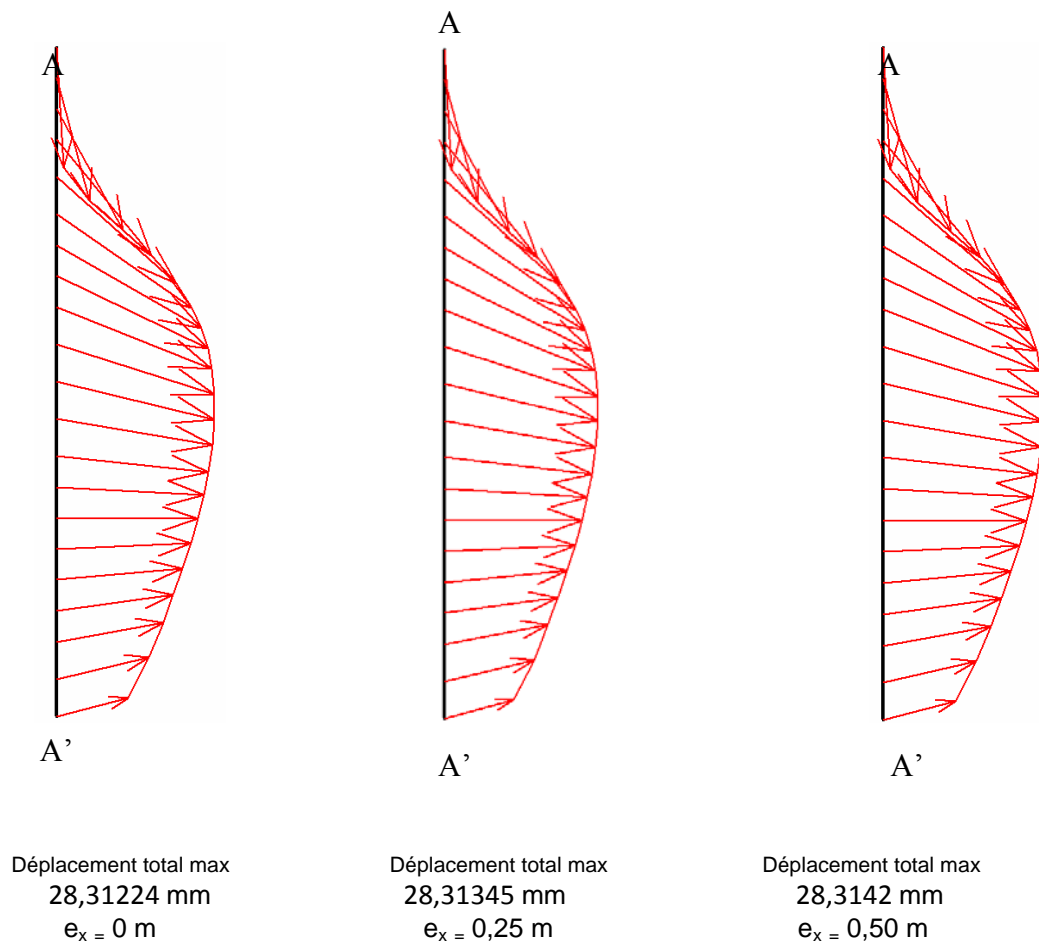 A
A
A
A’
A’
A’
Déplacement total max
28,31224 mm
eₓ = 0 m
Déplacement total max
28,31345 mm
eₓ = 0,25 m
Déplacement total max
28,3142 mm
eₓ = 0,50 m